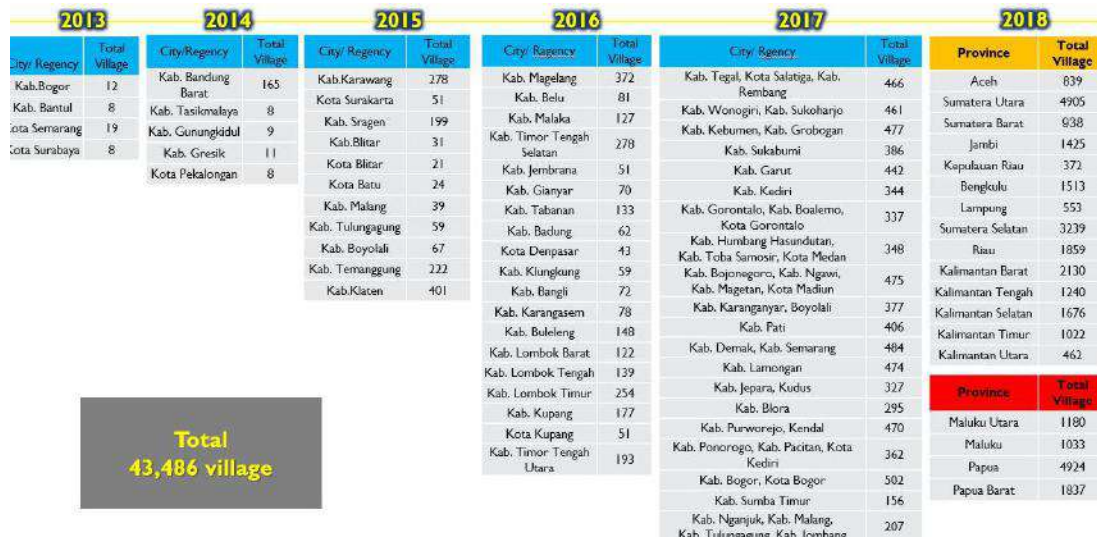 2013
2014
2015
2016
2017
2018
City/ Regency Total Village
Kab.Bogor 12
Kab. Bantul 8
Kota Semarang 19
Kota Surabaya 8
City/Regency Total Village
Kab. Bandung Barat 165
Kab. Tasikmalaya 8
Kab. Gunungkidul 9
Kab. Gresik 11
Kota Pekalongan 8
City/ Regency Total Village
Kab.Karawang 278
Kota Surakarta 51
Kab. Sragen 199
Kab.Blitar 31
Kota Blitar 21
Kota Batu 24
Kab. Malang 39
Kab. Tulungagung 59
Kab. Boyolali 67
Kab. Temanggung 222
Kab.Klaten 401
City/ Ragency Total Village
Kab. Magelang 372
Kab. Belu 81
Kab. Malaka 127
Kab. Timor Tengah Selatan 278
Kab. Jembrana 51
Kab. Gianyar 70
Kab. Tabanan 133
Kab. Badung 62
Kota Denpasar 43
Kab. Klungkung 59
Kab. Bangli 72
Kab. Karangasem 78
Kab. Buleleng 148
Kab. Lombok Barat 122
Kab. Lombok Tengah 139
Kab. Lombok Timur 254
Kab. Kupang 177
Kota Kupang 51
Kab. Timor Tengah Utara 193
City/ Rgency Total Village
Kab. Tegal, Kota Salatiga, Kab. Rembang 466
Kab. Wonogiri, Kab. Sukoharjo 461
Kab. Kebumen, Kab. Grobogan 477
Kab. Sukabumi 386
Kab. Garut 442
Kab. Kediri 344
Kab. Gorontalo, Kab. Boalemo, Kota Gorontalo 337
Kab. Humbang Hasundutan, Kab. Toba Samosir, Kota Medan 348
Kab. Bojonegoro, Kab. Ngawi, Kab. Magetan, Kota Madiun 475
Kab. Karanganyar, Boyolali 377
Kab. Pati 406
Kab. Demak, Kab. Semarang 484
Kab. Lamongan 474
Kab. Jepara, Kudus 327
Kab. Blora 295
Kab. Purworejo, Kendal 470
Kab. Ponorogo, Kab. Pacitan, Kota Kediri 362
Kab. Bogor, Kota Bogor 502
Kab. Sumba Timur 156
Kab. Nganjuk, Kab. Malang, Kab. Tulungagung, Kab. Jombang 207
Province Total Village
Aceh 839
Sumatera Utara 4905
Sumatera Barat 938
Jambi 1425
Kepulauan Riau 372
Bengkulu 1513
Lampung 553
Sumatera Selatan 3239
Riau 1859
Kalimantan Barat 2130
Kalimantan Tengah 1240
Kalimantan Selatan 1676
Kalimantan Timur 1022
Kalimantan Utara 462
Province Total Village
Maluku Utara 1180
Maluku 1033
Papua 4924
Papua Barat 1837
Total
43,486 village